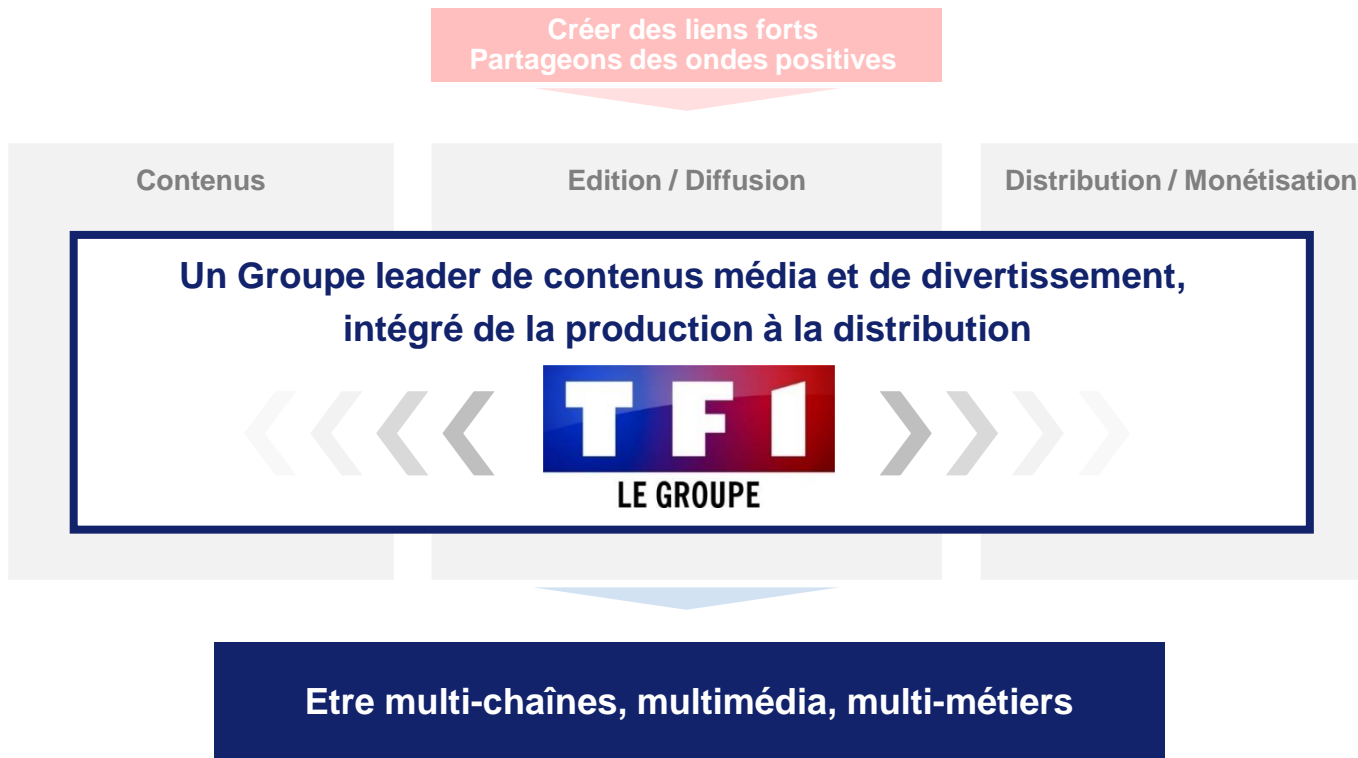 Créer des liens forts
Partageons des ondes positives
Contenus
Edition / Diffusion
Distribution / Monétisation
Un Groupe leader de contenus média et de divertissement,
intégré de la production à la distribution
TF1
LE GROUPE
Etre multi-chaînes, multimédia, multi-métiers